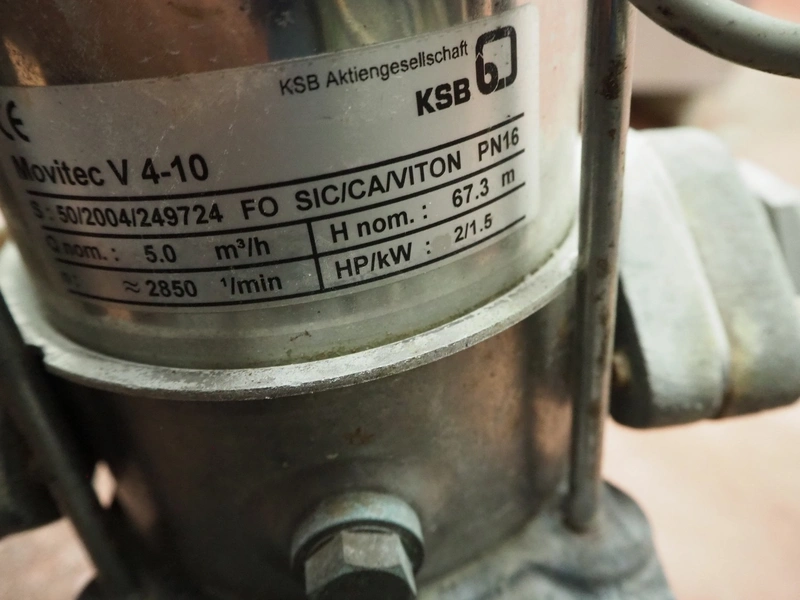 KSB Aktiengesellschaft
KSB
CE
Movitec V 4-10
S : 50/2004/249724 FO SIC/CA/VITON PN16
Q nom. : 5.0 m³/h H nom. : 67.3 m
≈ 2850 ¹/min HP/kW : 2/1.5